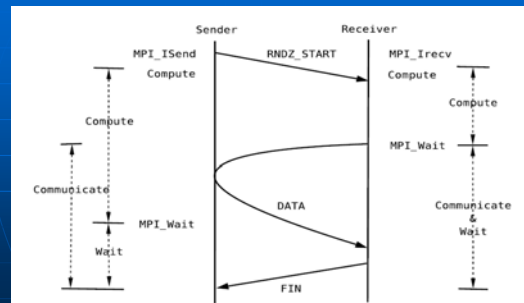 Sender Receiver
MPI_ISend RNDZ_START MPI_Irecv
Compute Compute
Compute
Compute
MPI_Wait
Communicate
Communicate
&
Wait
DATA
MPI_Wait
Wait
FIN